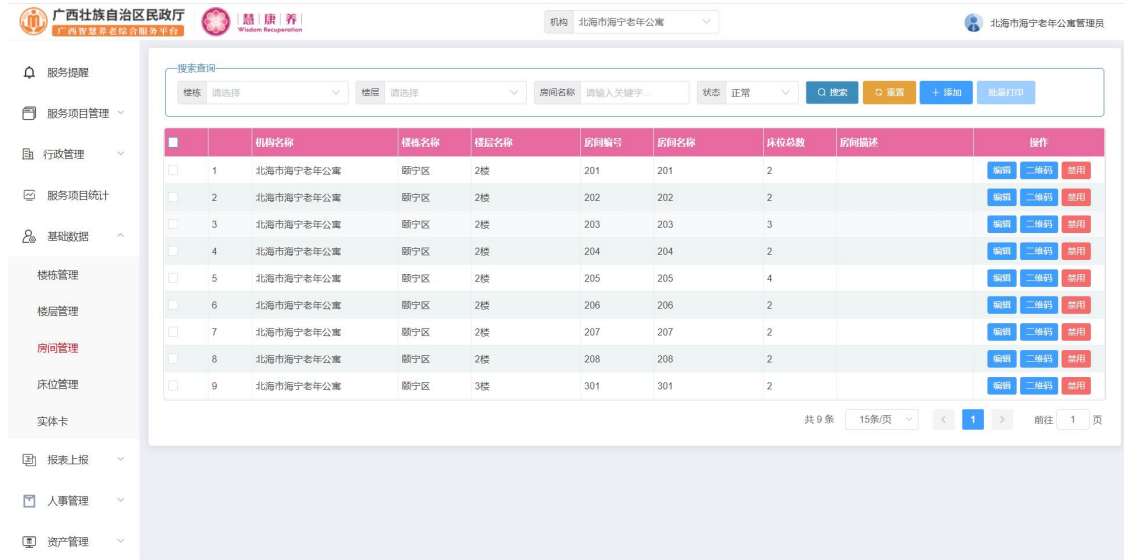 广西壮族自治区民政厅
广西智慧养老综合服务平台
慧康养
Wisdom Recuperation
机构 北海市海宁老年公寓
北海市海宁老年公寓管理员
服务提醒
服务项目管理
行政管理
服务项目统计
基础数据
楼栋管理
楼层管理
房间管理
床位管理
实体卡
报表上报
人事管理
资产管理
搜索查询
楼栋 请选择 楼层 请选择 房间名称 请输入关键字... 状态 正常 搜索 重置 + 添加 批量打印
机构名称 楼栋名称 楼层名称 房间编号 房间名称 床位总数 房间描述 操作
1 北海市海宁老年公寓 颐宁区 2楼 201 201 2 编辑 二维码 禁用
2 北海市海宁老年公寓 颐宁区 2楼 202 202 2 编辑 二维码 禁用
3 北海市海宁老年公寓 颐宁区 2楼 203 203 3 编辑 二维码 禁用
4 北海市海宁老年公寓 颐宁区 2楼 204 204 2 编辑 二维码 禁用
5 北海市海宁老年公寓 颐宁区 2楼 205 205 4 编辑 二维码 禁用
6 北海市海宁老年公寓 颐宁区 2楼 206 206 2 编辑 二维码 禁用
7 北海市海宁老年公寓 颐宁区 2楼 207 207 2 编辑 二维码 禁用
8 北海市海宁老年公寓 颐宁区 2楼 208 208 2 编辑 二维码 禁用
9 北海市海宁老年公寓 颐宁区 3楼 301 301 2 编辑 二维码 禁用
共 9 条 15条/页 < 1 > 前往 1 页